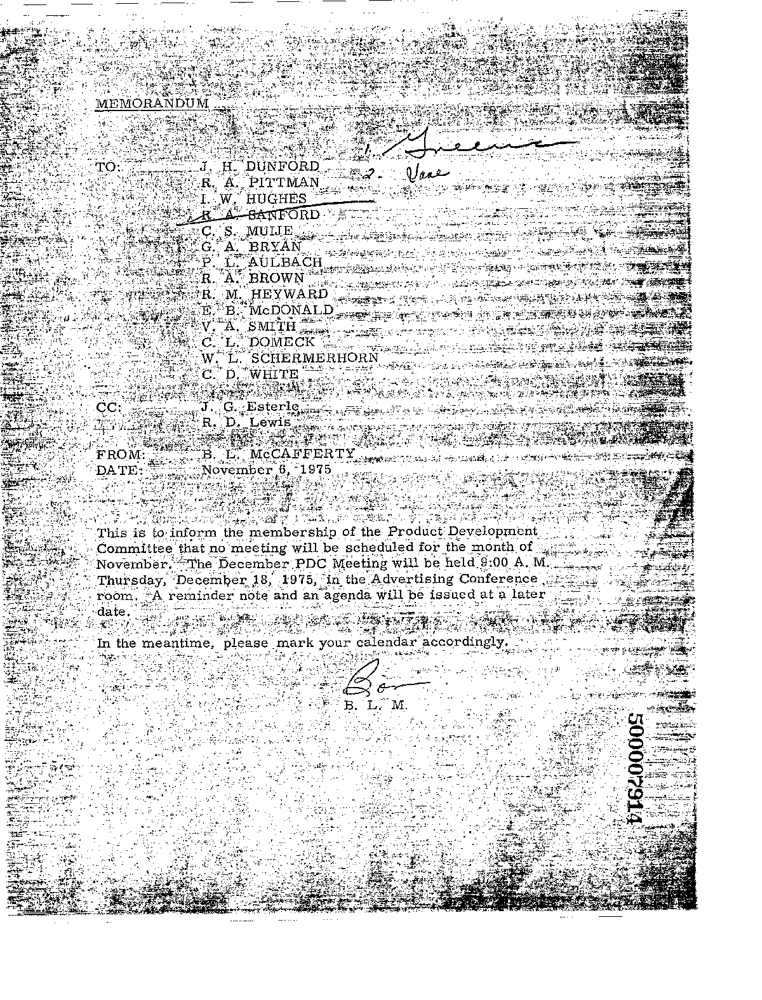 MEMORANDUM
1.
2.
TO: J. H. DUNFORD
R. A. PITTMAN
I. W. HUGHES
R. A. SANFORD
C. S. MULIE
G. A. BRYAN
P. L. AULBACH
R. A. BROWN
R. M. HEYWARD
E. B. McDONALD
V. A. SMITH
C. L. DOMECK
W. L. SCHERMERHORN
C. D. WHITE
CC: J. G. Esterle
R. D. Lewis
FROM: B. L. McCAFFERTY
DATE: November 6, 1975
This is to inform the membership of the Product Development
Committee that no meeting will be scheduled for the month of
November. The December PDC Meeting will be held 9:00 A. M.
Thursday, December 18, 1975, in the Advertising Conference
room. A reminder note and an agenda will be issued at a later
date.
In the meantime, please mark your calendar accordingly.
B. L. M.
500007914